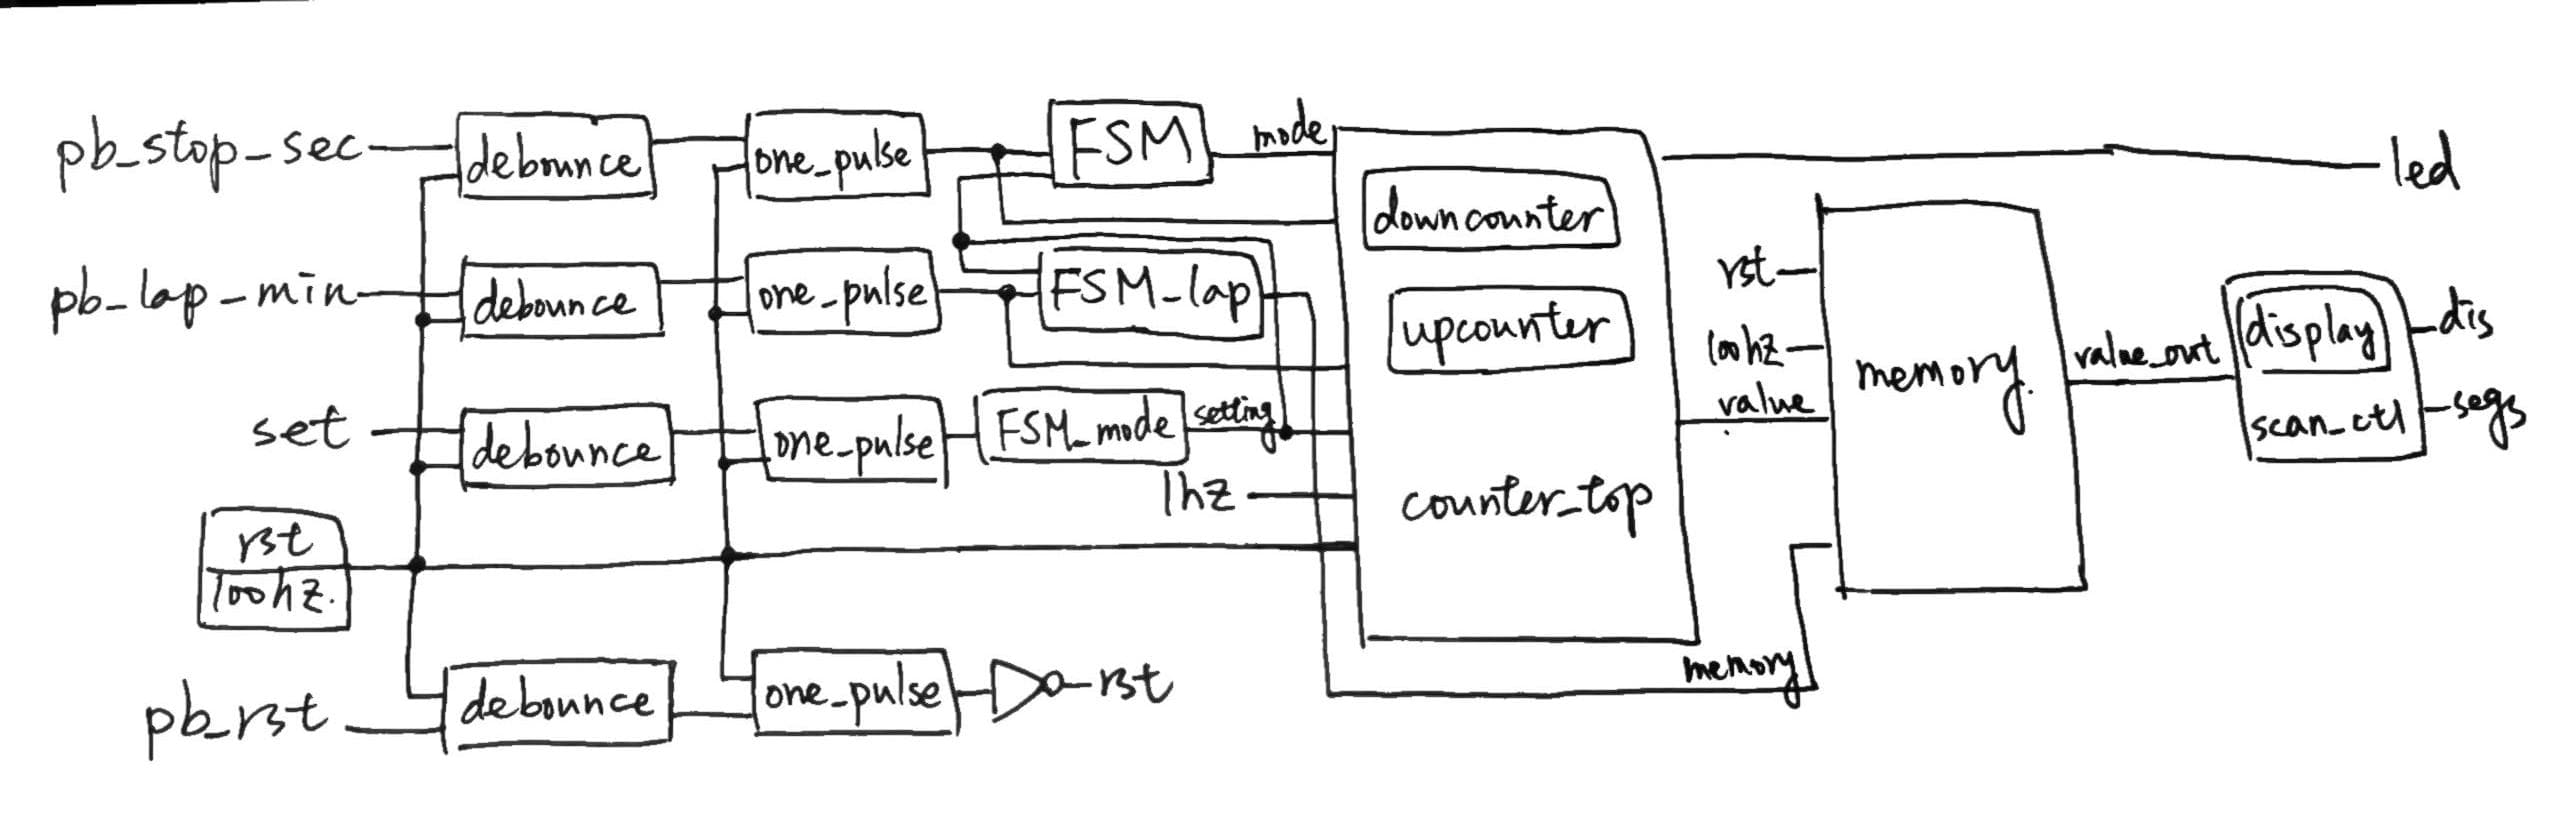 pb_stop_sec
debounce
one_pulse
FSM
mode
led
downcounter
pb_lap_min
debounce
one_pulse
FSM_lap
upcounter
rst
100hz
value
memory.
value_out
display
scan_ctl
dis
segs
set
debounce
one_pulse
FSM_mode
setting
1hz
counter_top
rst
100hz.
pb_rst
debounce
one_pulse
rst
memory